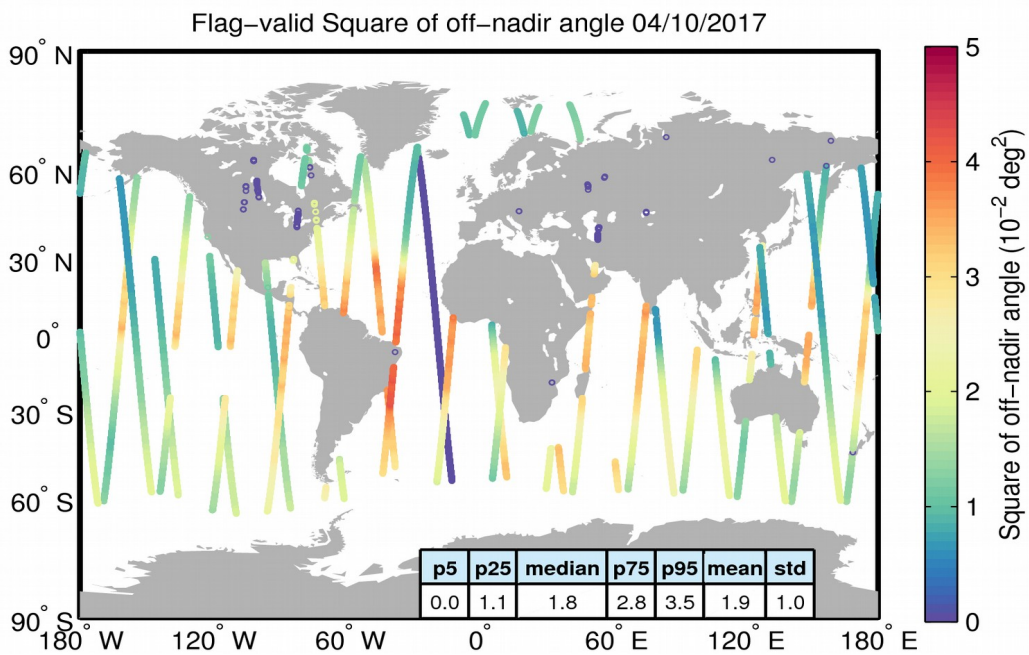 Flag−valid Square of off−nadir angle 04/10/2017
90° N
60° N
30° N
0°
30° S
60° S
90° S
180° W
120° W
60° W
0°
60° E
120° E
180° E
p5 p25 median p75 p95 mean std
0.0 1.1 1.8 2.8 3.5 1.9 1.0
5
4
3
2
1
0
Square of off−nadir angle (10⁻² deg²)